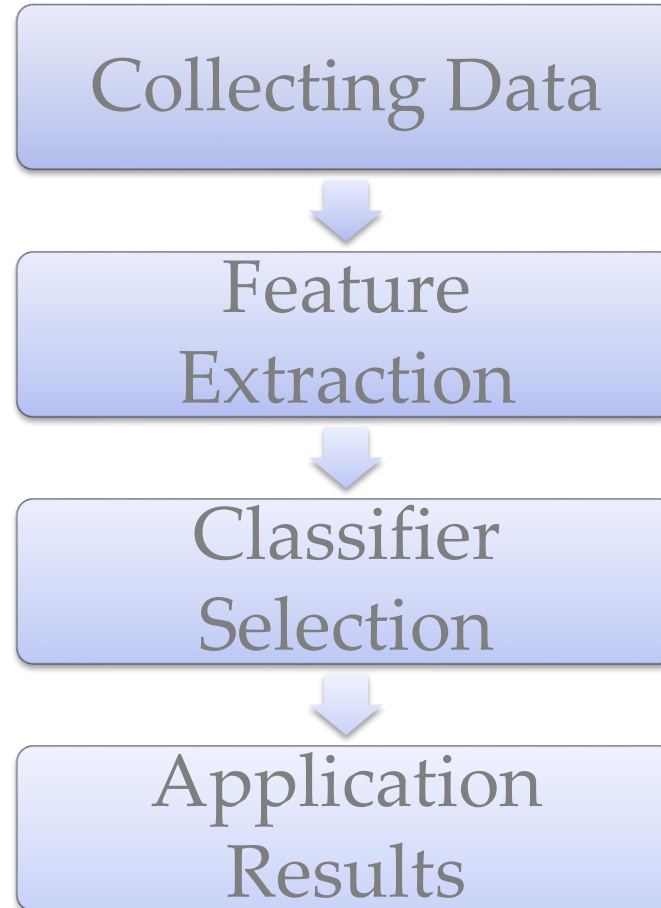 Collecting Data
Feature
Extraction
Classifier
Selection
Application
Results